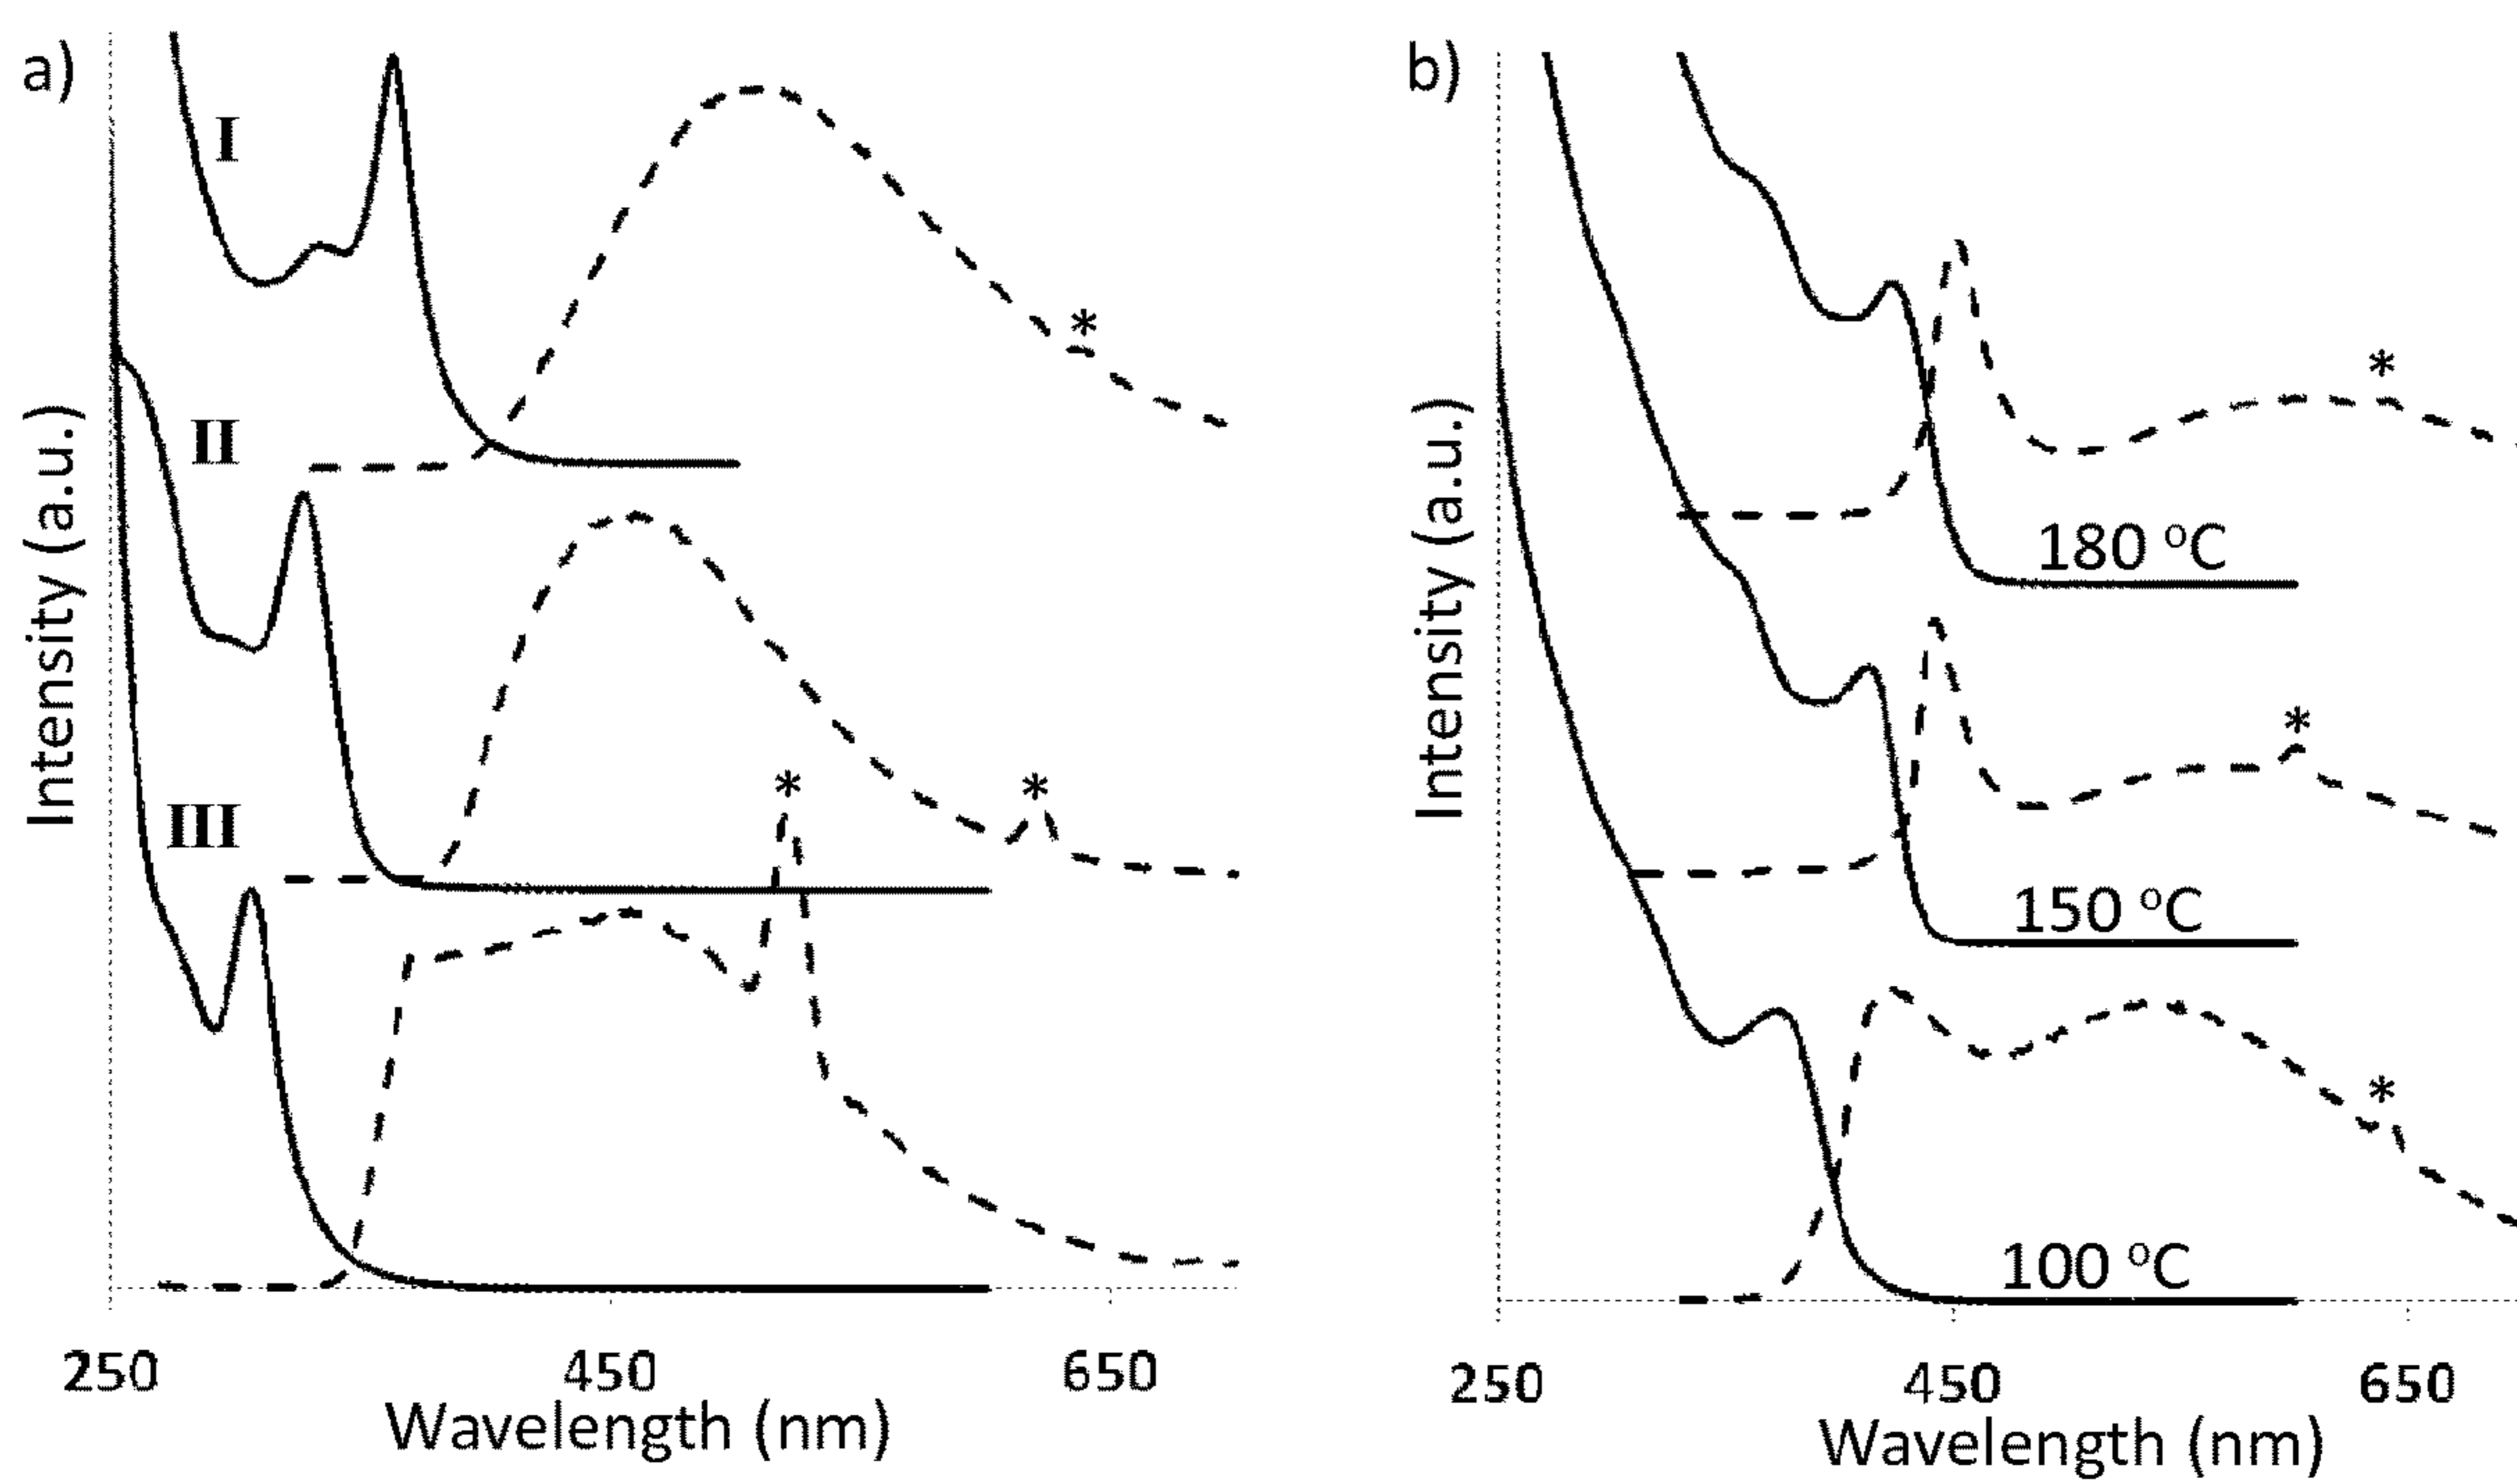 a)
I
*
II
Intensity (a.u.)
III
*
*
250
450
650
Wavelength (nm)
b)
*
180 °C
Intensity (a.u.)
*
150 °C
*
100 °C
250
450
650
Wavelength (nm)